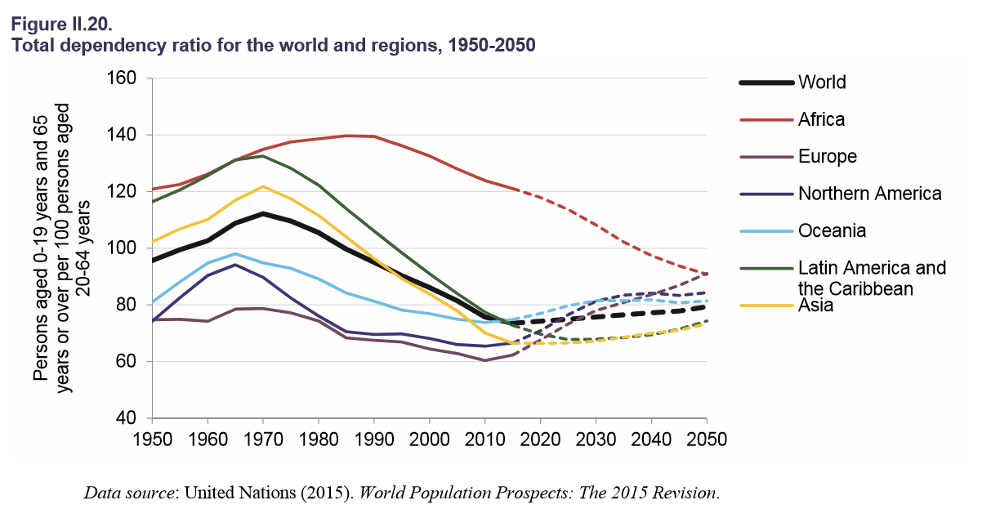 Figure II.20.
Total dependency ratio for the world and regions, 1950-2050
Persons aged 0-19 years and 65
years or over per 100 persons aged
20-64 years
160
140
120
100
80
60
40
1950 1960 1970 1980 1990 2000 2010 2020 2030 2040 2050
World
Africa
Europe
Northern America
Oceania
Latin America and
the Caribbean
Asia
Data source: United Nations (2015). World Population Prospects: The 2015 Revision.